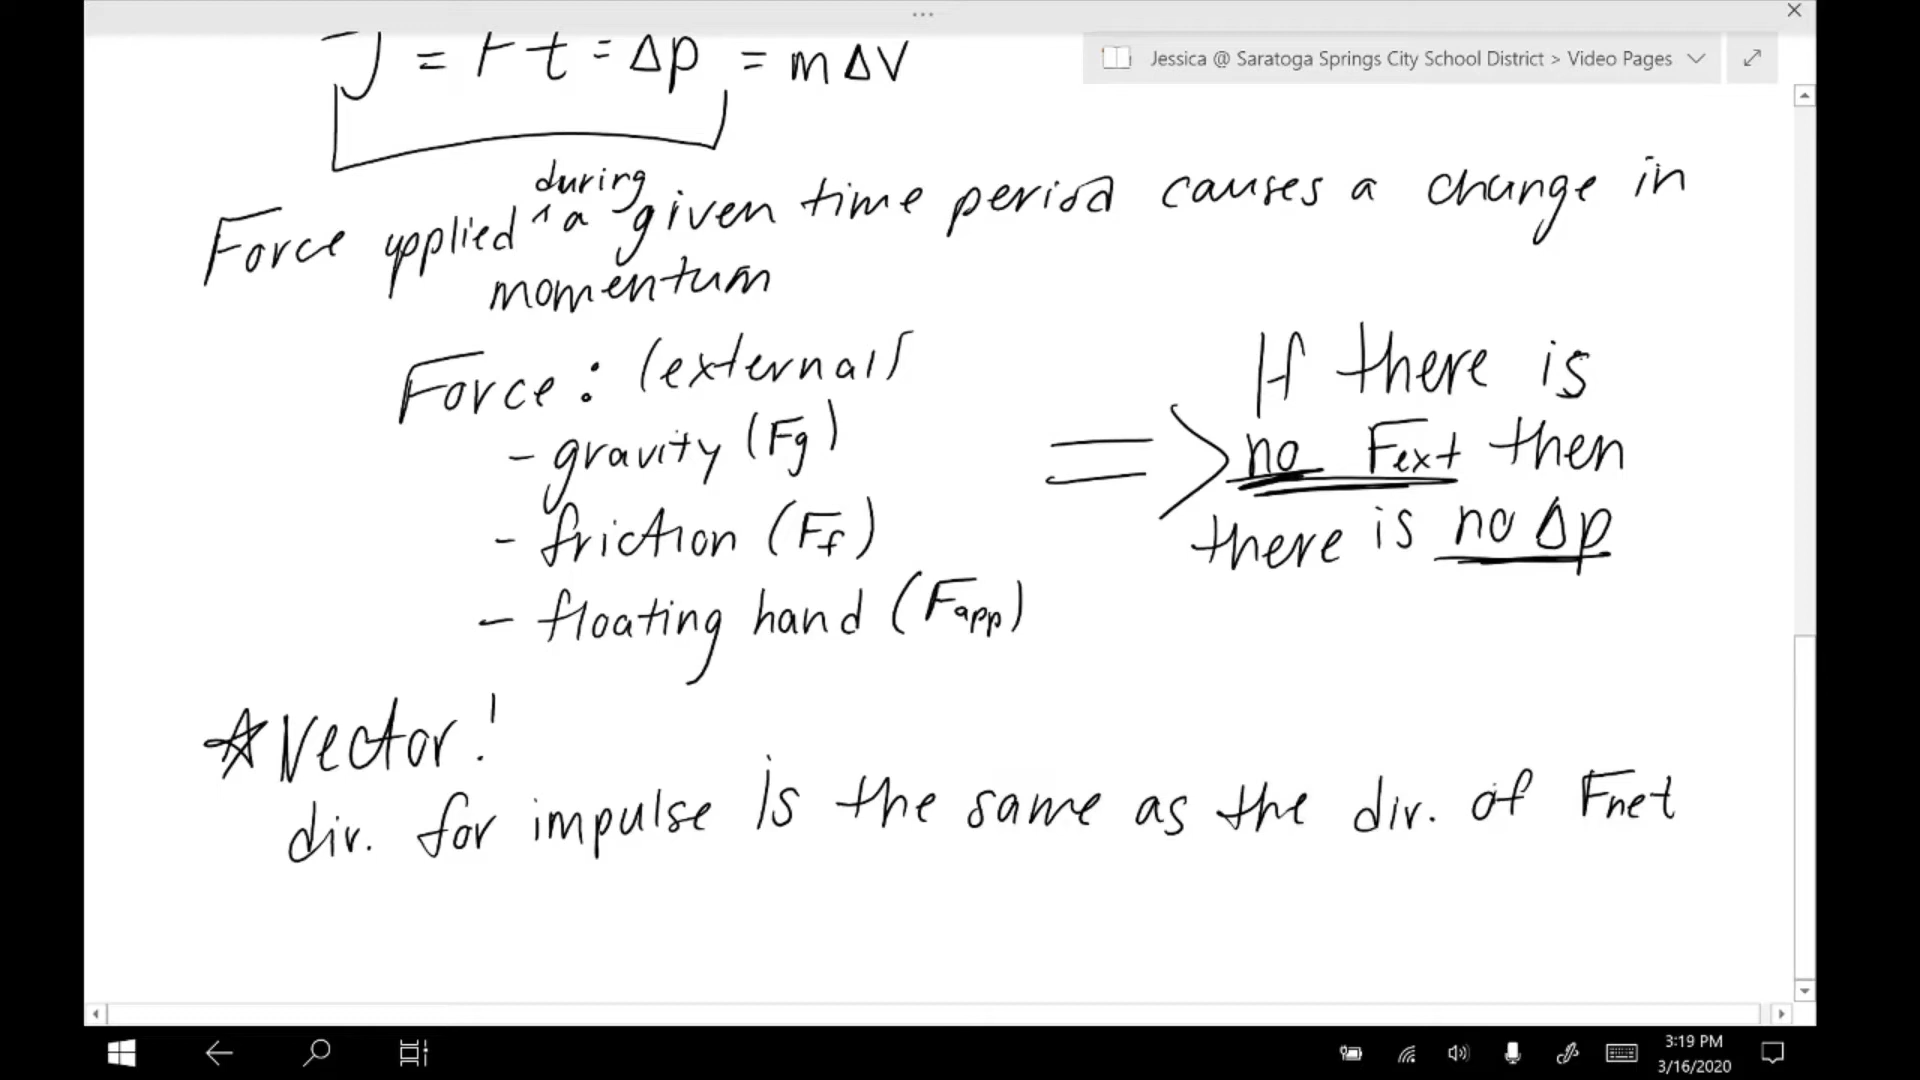 ...
Jessica @ Saratoga Springs City School District > Video Pages
J = Ft = Δp = mΔV
during
Force applied ^ a given time period causes a change in
momentum
Force: (external)
- gravity (Fg)
- friction (Ff)
- floating hand (Fapp)
=> If there is
no Fext then
there is no Δp
☆ Vector!
dir. for impulse is the same as the dir. of Fnet
3:19 PM
3/16/2020